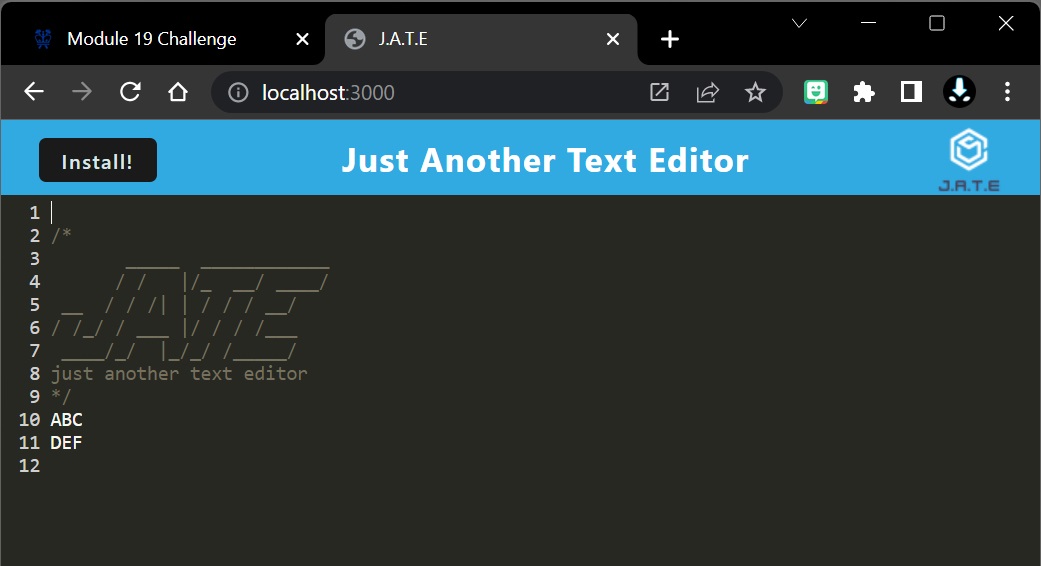 Module 19 Challenge
J.A.T.E
localhost:3000
Install!
Just Another Text Editor
J.A.T.E
1
2 /*
3        _____  ____________
4       / /   |/_  __/ ____/
5  __  / / /| | / / / __/
6 / /_/ / ___ |/ / / /___
7  ____/_/  |_/_/ /_____/
8 just another text editor
9 */
10 ABC
11 DEF
12